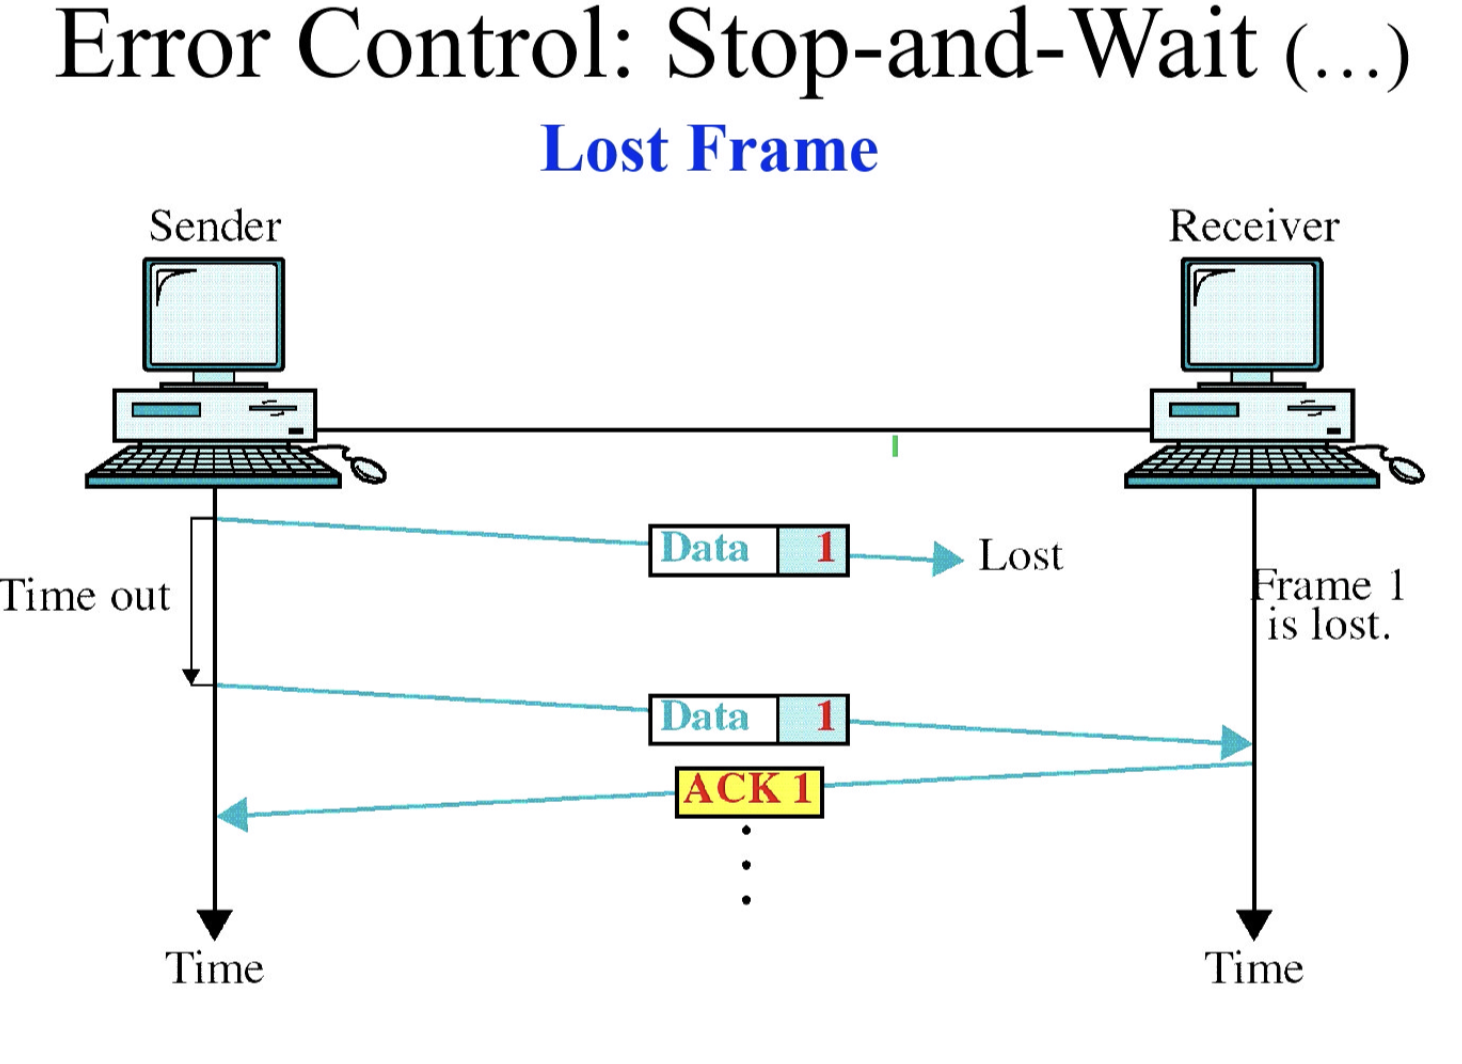 Error Control: Stop-and-Wait (...)
Lost Frame
Sender
Receiver
Data 1
Lost
Time out
Frame 1
is lost.
Data 1
ACK 1
Time
Time